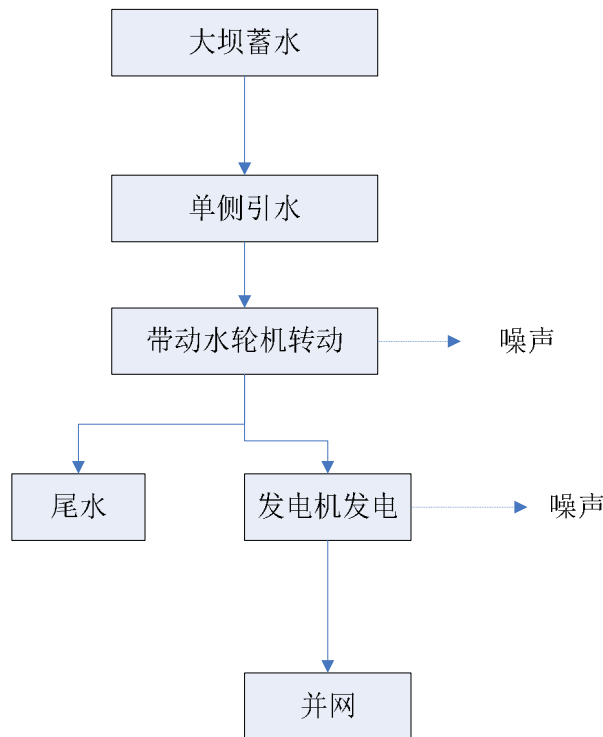 大坝蓄水
单侧引水
带动水轮机转动
噪声
尾水
发电机发电
噪声
并网